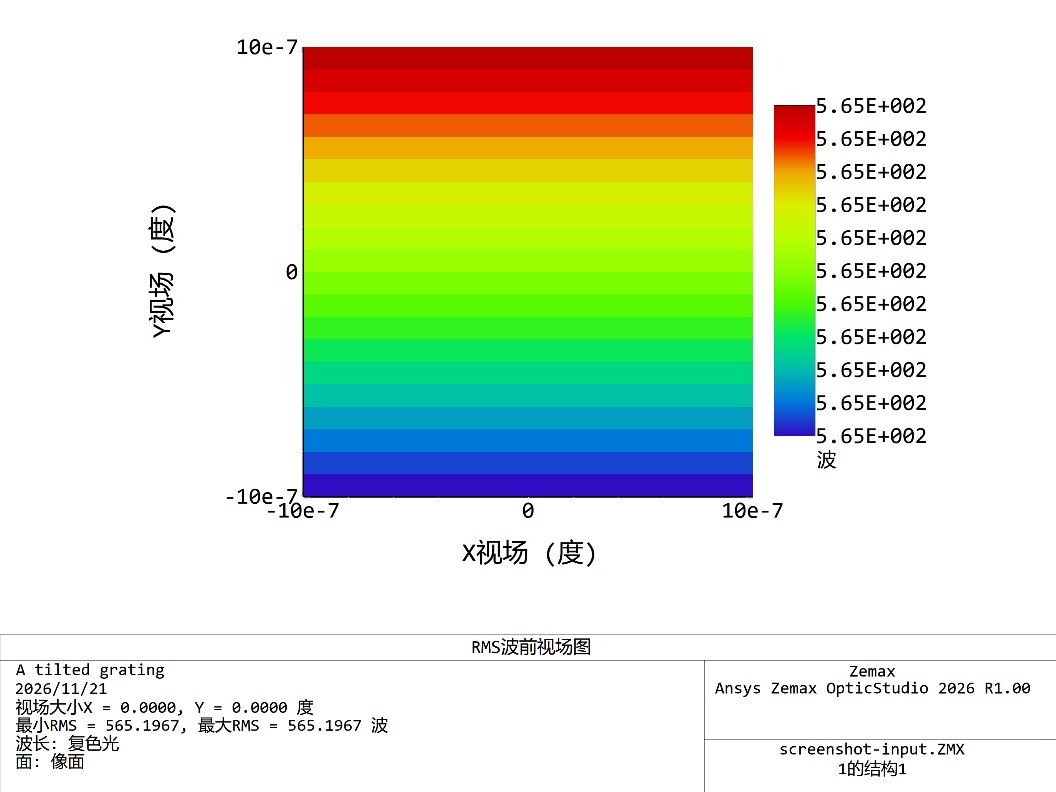 10e-7
0
-10e-7
Y视场 (度)
-10e-7
0
10e-7
X视场 (度)
5.65E+002
5.65E+002
5.65E+002
5.65E+002
5.65E+002
5.65E+002
5.65E+002
5.65E+002
5.65E+002
5.65E+002
5.65E+002
波
RMS波前视场图
A tilted grating
2026/11/21
视场大小X = 0.0000, Y = 0.0000 度
最小RMS = 565.1967, 最大RMS = 565.1967 波
波长: 复色光
面: 像面
Zemax
Ansys Zemax OpticStudio 2026 R1.00
screenshot-input.ZMX
1的结构1